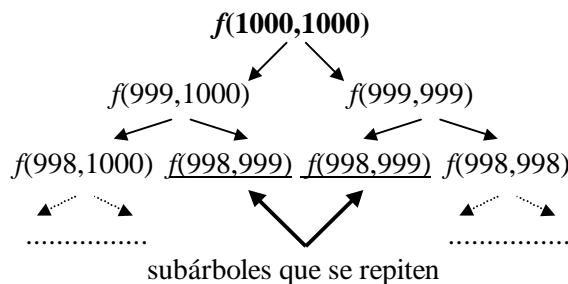 f(1000,1000)
f(999,1000) f(999,999)
f(998,1000) f(998,999) f(998,999) f(998,998)
................ ................
subárboles que se repiten